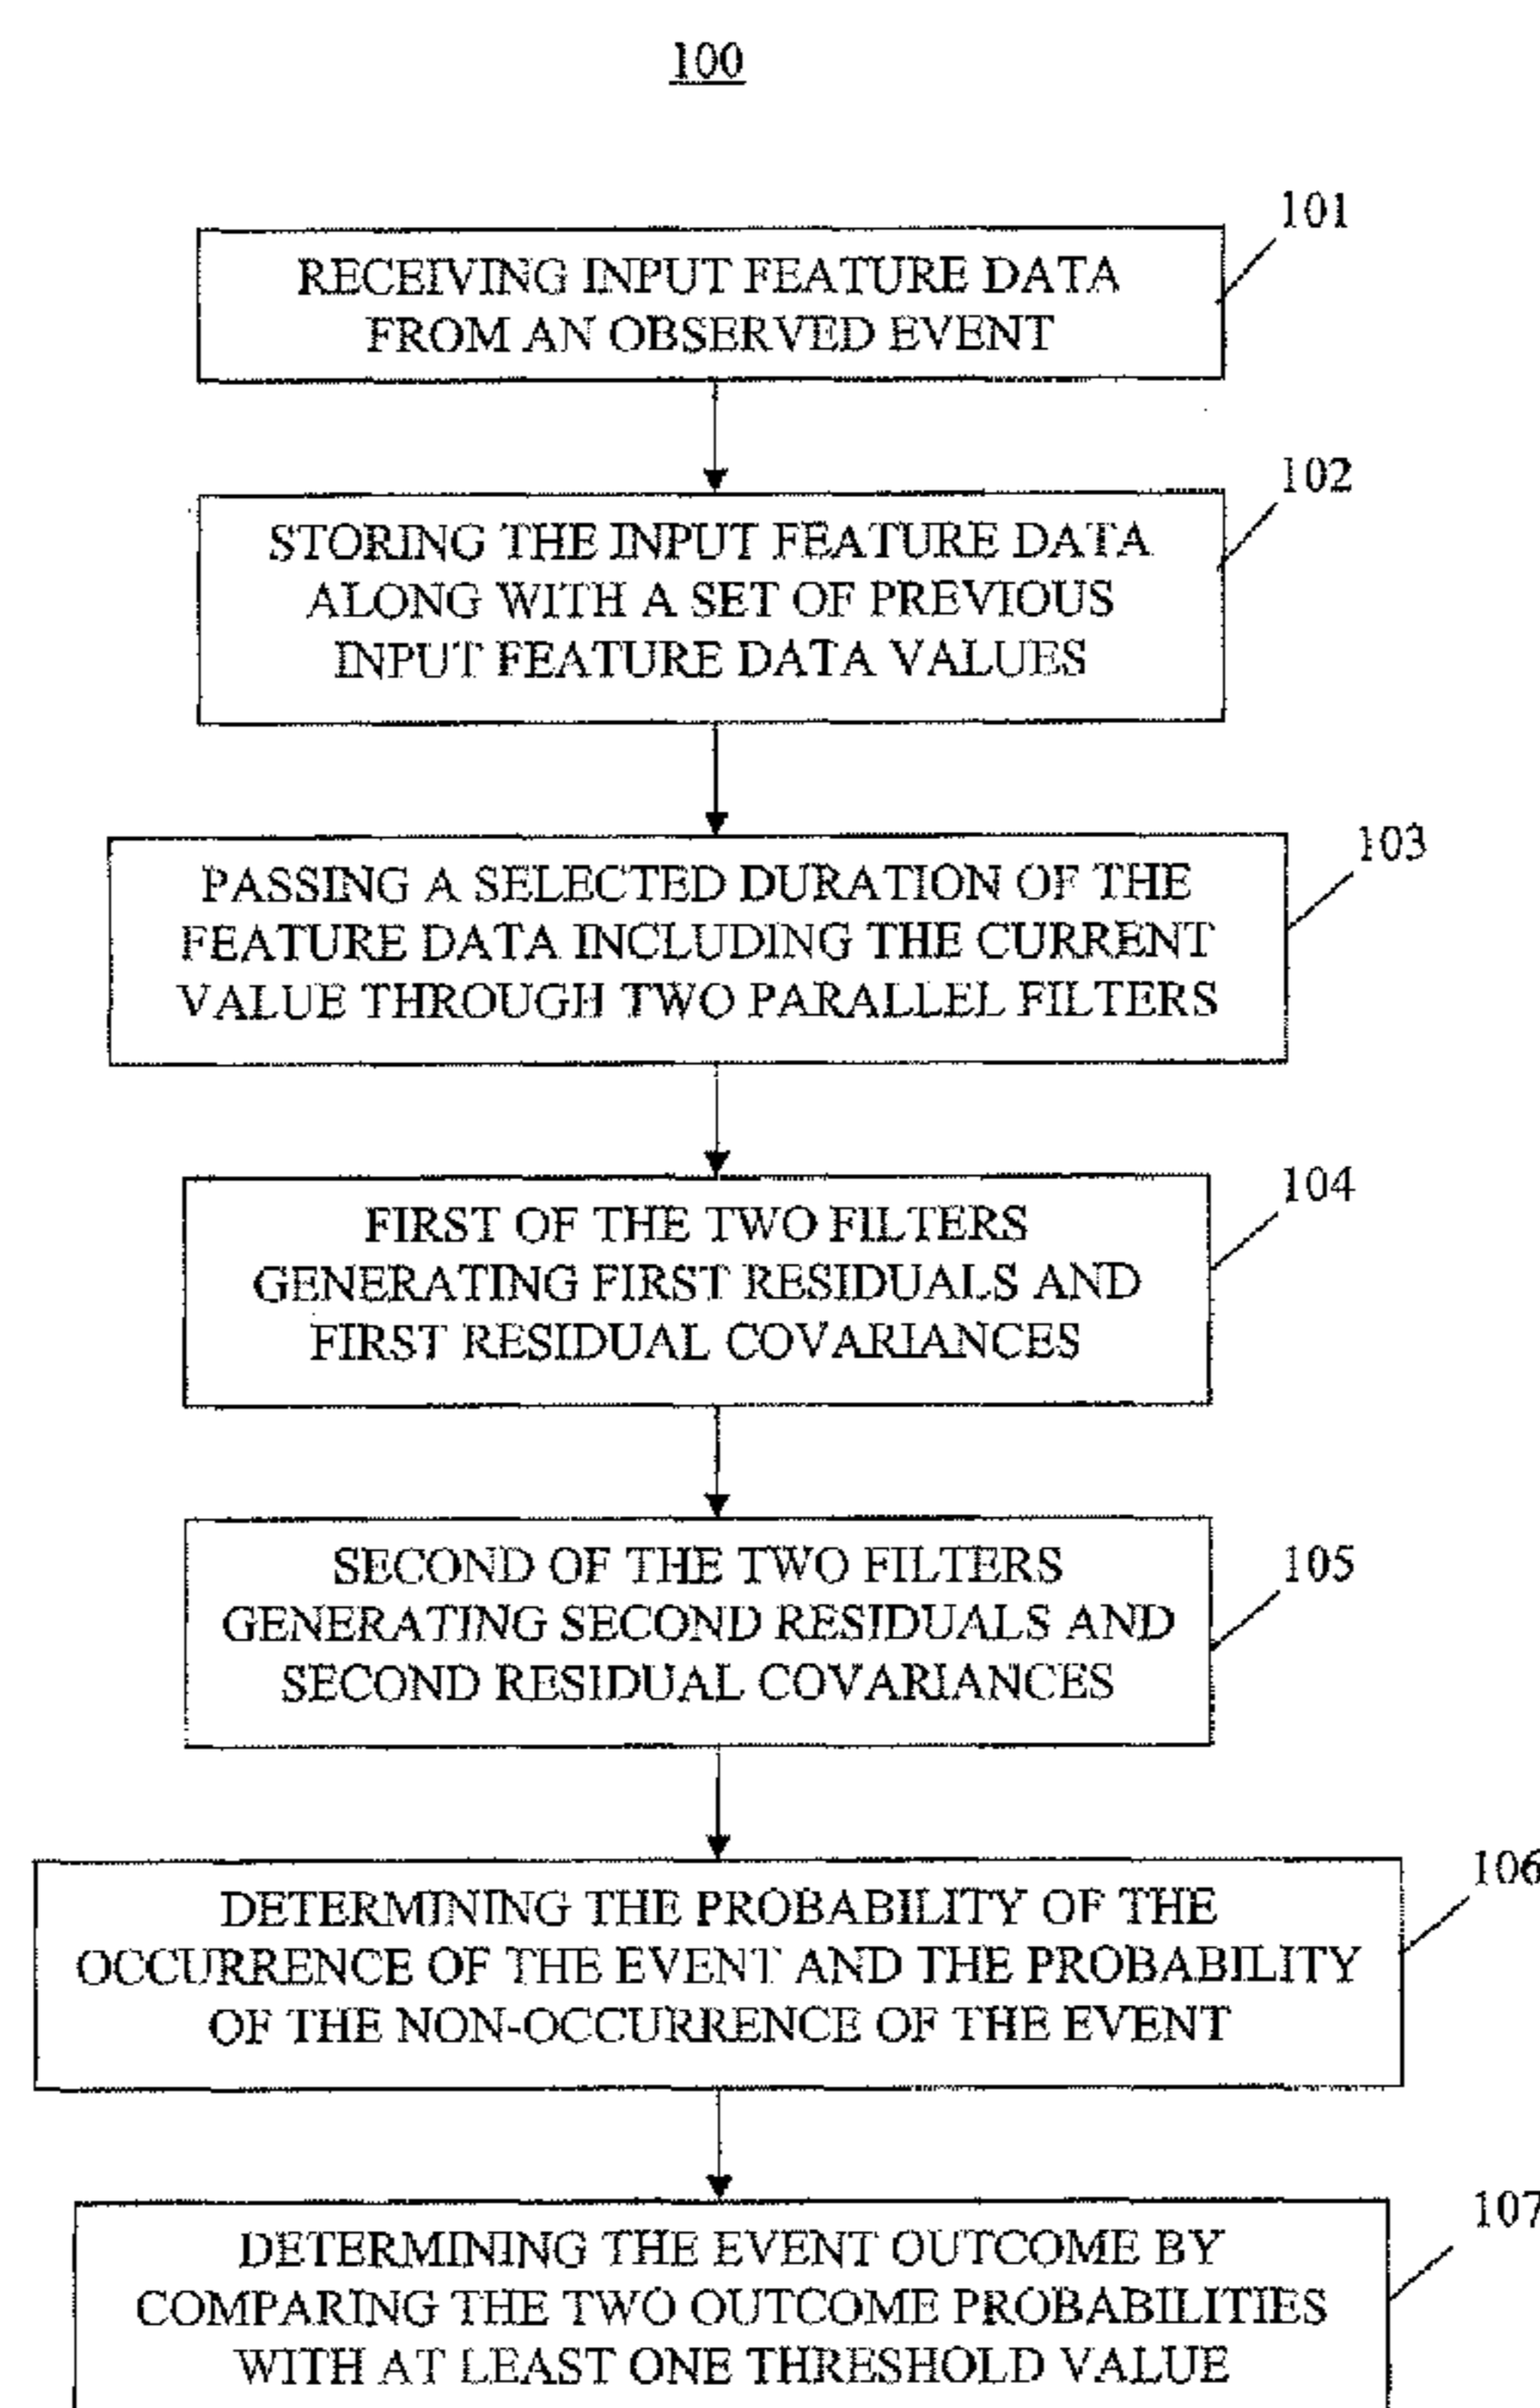 100
101
RECEIVING INPUT FEATURE DATA
FROM AN OBSERVED EVENT
102
STORING THE INPUT FEATURE DATA
ALONG WITH A SET OF PREVIOUS
INPUT FEATURE DATA VALUES
103
PASSING A SELECTED DURATION OF THE
FEATURE DATA INCLUDING THE CURRENT
VALUE THROUGH TWO PARALLEL FILTERS
104
FIRST OF THE TWO FILTERS
GENERATING FIRST RESIDUALS AND
FIRST RESIDUAL COVARIANCES
105
SECOND OF THE TWO FILTERS
GENERATING SECOND RESIDUALS AND
SECOND RESIDUAL COVARIANCES
106
DETERMINING THE PROBABILITY OF THE
OCCURRENCE OF THE EVENT AND THE PROBABILITY
OF THE NON-OCCURRENCE OF THE EVENT
107
DETERMINING THE EVENT OUTCOME BY
COMPARING THE TWO OUTCOME PROBABILITIES
WITH AT LEAST ONE THRESHOLD VALUE